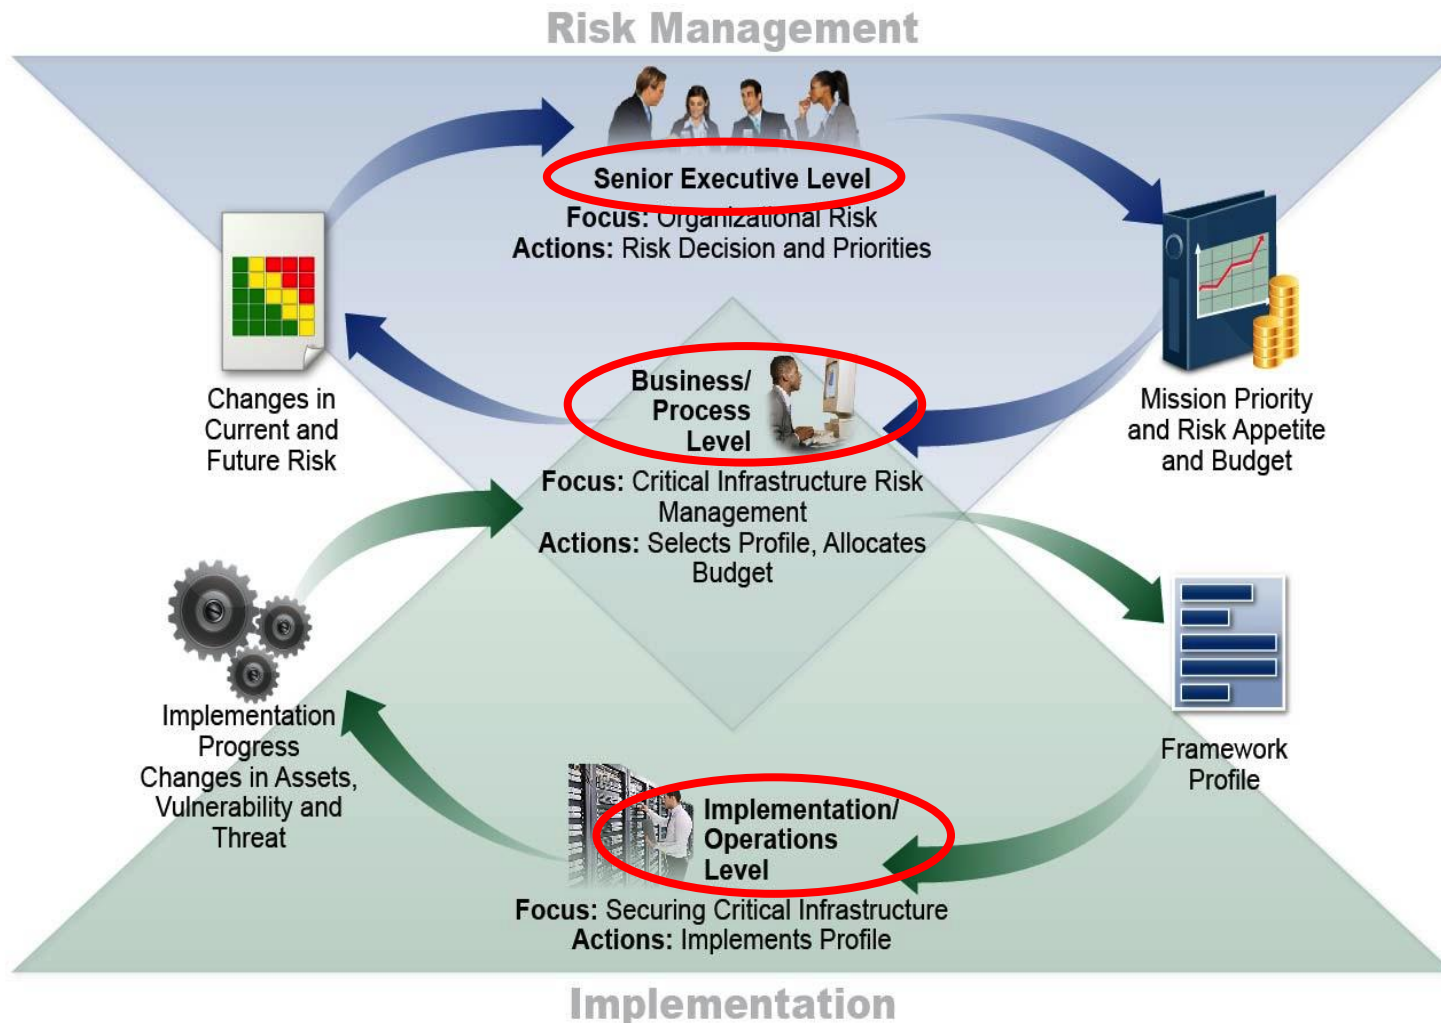 Risk Management
Senior Executive Level
Focus: Organizational Risk
Actions: Risk Decision and Priorities
Changes in
Current and
Future Risk
Business/
Process
Level
Focus: Critical Infrastructure Risk
Management
Actions: Selects Profile, Allocates
Budget
Mission Priority
and Risk Appetite
and Budget
Implementation
Progress
Changes in Assets,
Vulnerability and
Threat
Framework
Profile
Implementation/
Operations
Level
Focus: Securing Critical Infrastructure
Actions: Implements Profile
Implementation